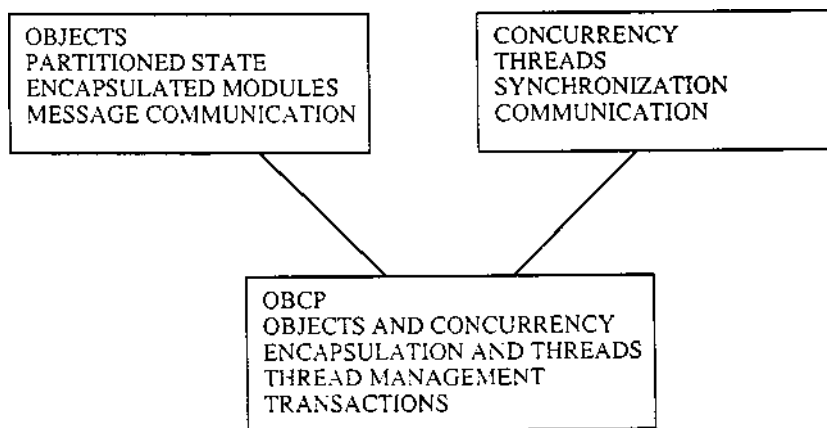 OBJECTS
PARTITIONED STATE
ENCAPSULATED MODULES
MESSAGE COMMUNICATION
CONCURRENCY
THREADS
SYNCHRONIZATION
COMMUNICATION
OBCP
OBJECTS AND CONCURRENCY
ENCAPSULATION AND THREADS
THREAD MANAGEMENT
TRANSACTIONS